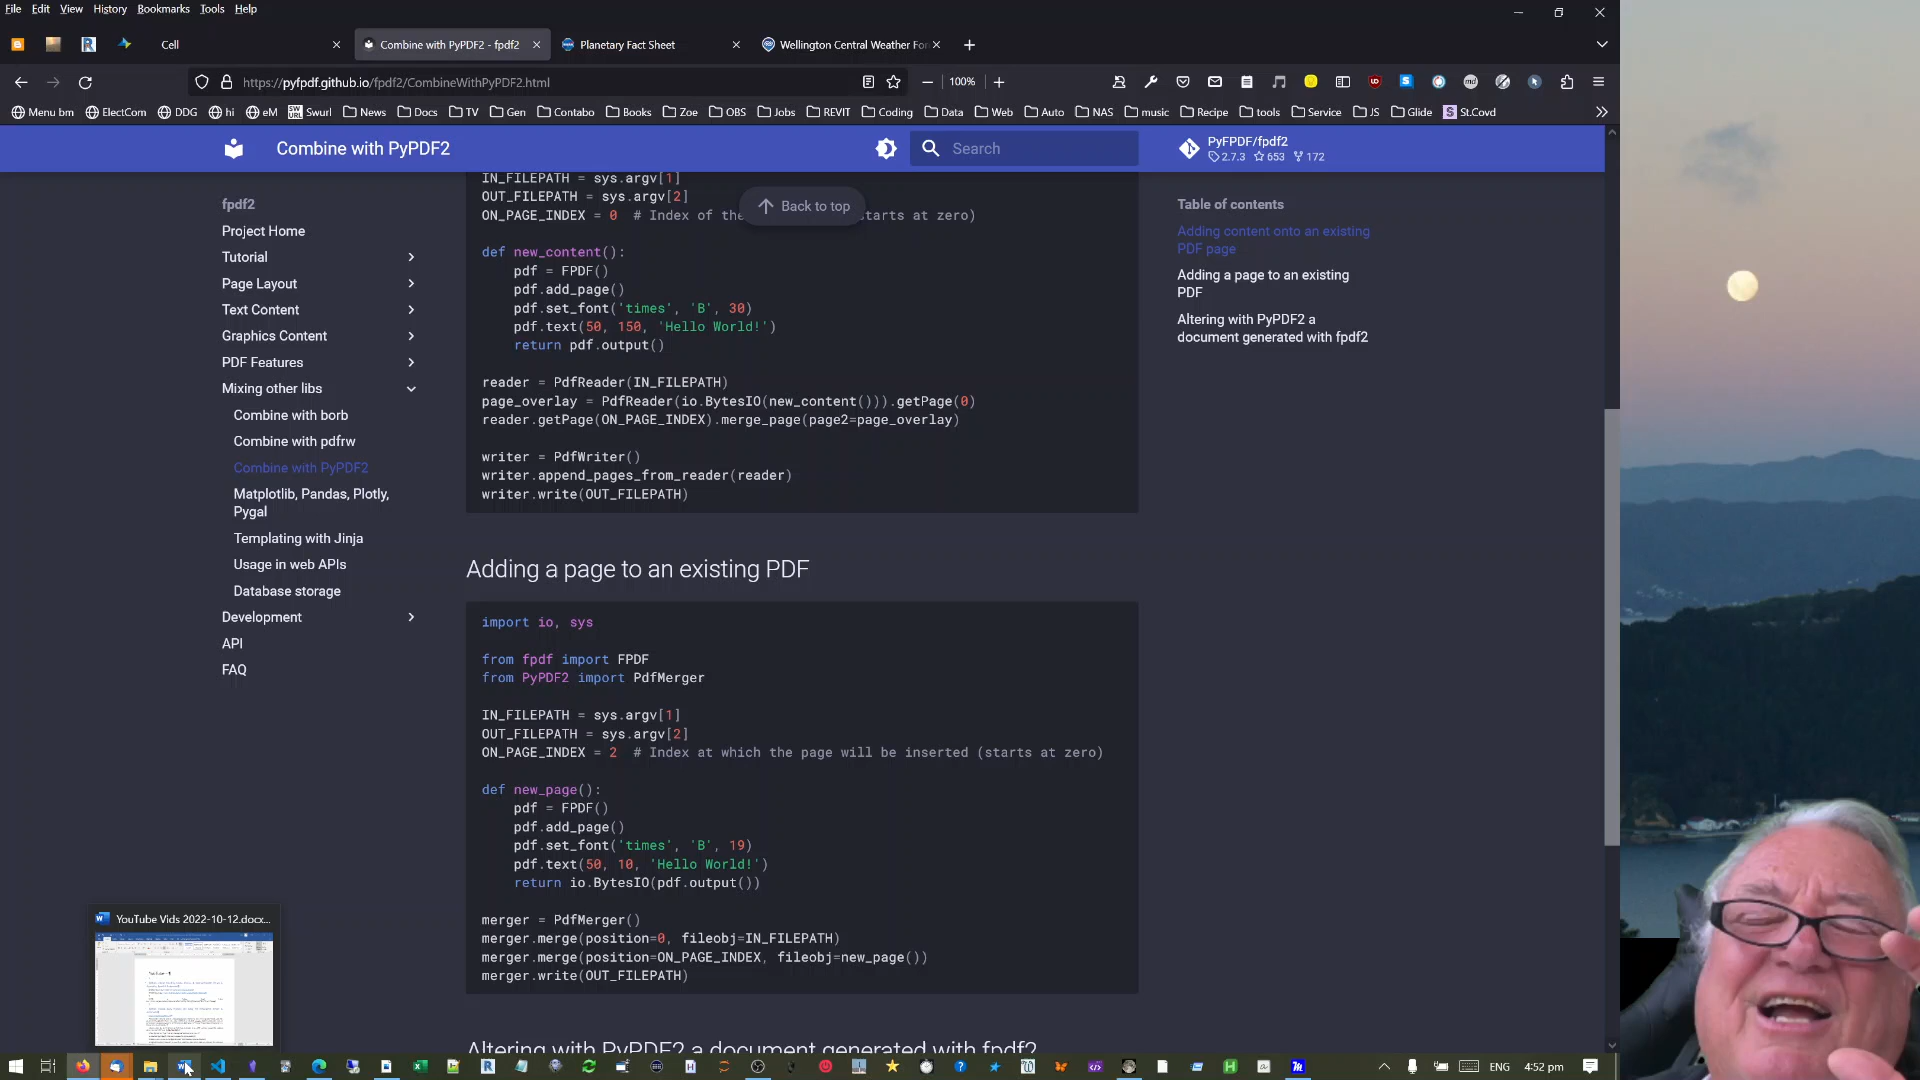 File Edit View History Bookmarks Tools Help
Cell
Combine with PyPDF2 - fpdf2
Planetary Fact Sheet
Wellington Central Weather For
https://pyfpdf.github.io/fpdf2/CombineWithPyPDF2.html
100%
Menu bm ElectCom DDG hi eM Swurl News Docs TV Gen Contabo Books Zoe OBS Jobs REVIT Coding Data Web Auto NAS music Recipe tools Service JS Glide St.Covd
Combine with PyPDF2
Search
PyFPDF/fpdf2
2.7.3 653 172
fpdf2
Project Home
Tutorial
Page Layout
Text Content
Graphics Content
PDF Features
Mixing other libs
Combine with borb
Combine with pdfrw
Combine with PyPDF2
Matplotlib, Pandas, Plotly,
Pygal
Templating with Jinja
Usage in web APIs
Database storage
Development
API
FAQ
Back to top
IN_FILEPATH = sys.argv[1]
OUT_FILEPATH = sys.argv[2]
ON_PAGE_INDEX = 0  # Index of the starts at zero)
def new_content():
    pdf = FPDF()
    pdf.add_page()
    pdf.set_font('times', 'B', 30)
    pdf.text(50, 150, 'Hello World!')
    return pdf.output()
reader = PdfReader(IN_FILEPATH)
page_overlay = PdfReader(io.BytesIO(new_content())).getPage(0)
reader.getPage(ON_PAGE_INDEX).merge_page(page2=page_overlay)
writer = PdfWriter()
writer.append_pages_from_reader(reader)
writer.write(OUT_FILEPATH)
Adding a page to an existing PDF
import io, sys
from fpdf import FPDF
from PyPDF2 import PdfMerger
IN_FILEPATH = sys.argv[1]
OUT_FILEPATH = sys.argv[2]
ON_PAGE_INDEX = 2  # Index at which the page will be inserted (starts at zero)
def new_page():
    pdf = FPDF()
    pdf.add_page()
    pdf.set_font('times', 'B', 19)
    pdf.text(50, 10, 'Hello World!')
    return io.BytesIO(pdf.output())
merger = PdfMerger()
merger.merge(position=0, fileobj=IN_FILEPATH)
merger.merge(position=ON_PAGE_INDEX, fileobj=new_page())
merger.write(OUT_FILEPATH)
Altering with PyPDF2 a document generated with fpdf2?
Table of contents
Adding content onto an existing
PDF page
Adding a page to an existing
PDF
Altering with PyPDF2 a
document generated with fpdf2
YouTube Vids 2022-10-12.docx...
ENG 4:52 pm